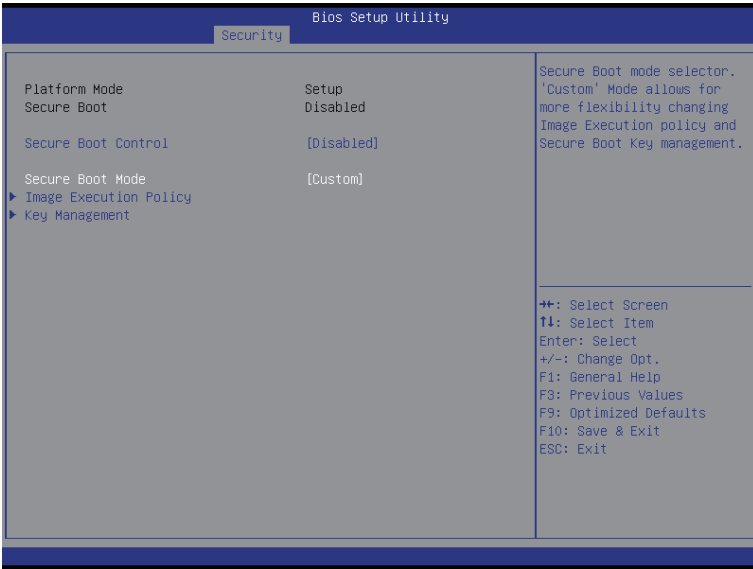 Bios Setup Utility
Security
Platform Mode Setup
Secure Boot Disabled
Secure Boot Control [Disabled]
Secure Boot Mode [Custom]
Image Execution Policy
Key Management
Secure Boot mode selector.
'Custom' Mode allows for
more flexibility changing
Image Execution policy and
Secure Boot Key management.
→←: Select Screen
↑↓: Select Item
Enter: Select
+/-: Change Opt.
F1: General Help
F3: Previous Values
F9: Optimized Defaults
F10: Save & Exit
ESC: Exit